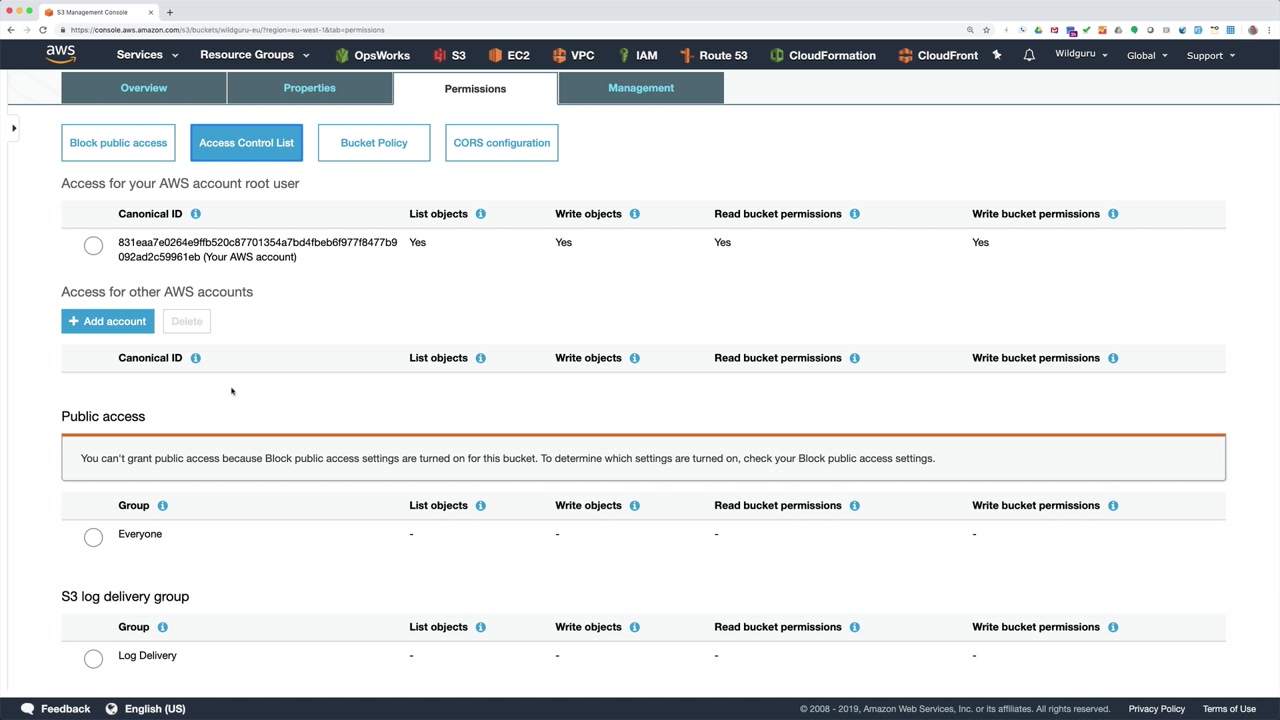 S3 Management Console
https://console.aws.amazon.com/s3/buckets/wildguru-eu/?region=eu-west-1&tab=permissions
aws Services Resource Groups OpsWorks S3 EC2 VPC IAM Route 53 CloudFormation CloudFront Wildguru Global Support
Overview Properties Permissions Management
Block public access Access Control List Bucket Policy CORS configuration
Access for your AWS account root user
Canonical ID List objects Write objects Read bucket permissions Write bucket permissions
831eaa7e0264e9ffb520c87701354a7bd4fbeb6f977f8477b9 Yes Yes Yes Yes
092ad2c59961eb (Your AWS account)
Access for other AWS accounts
+ Add account Delete
Canonical ID List objects Write objects Read bucket permissions Write bucket permissions
Public access
You can't grant public access because Block public access settings are turned on for this bucket. To determine which settings are turned on, check your Block public access settings.
Group List objects Write objects Read bucket permissions Write bucket permissions
Everyone - - - -
S3 log delivery group
Group List objects Write objects Read bucket permissions Write bucket permissions
Log Delivery - - - -
Feedback English (US) © 2008 - 2019, Amazon Web Services, Inc. or its affiliates. All rights reserved. Privacy Policy Terms of Use